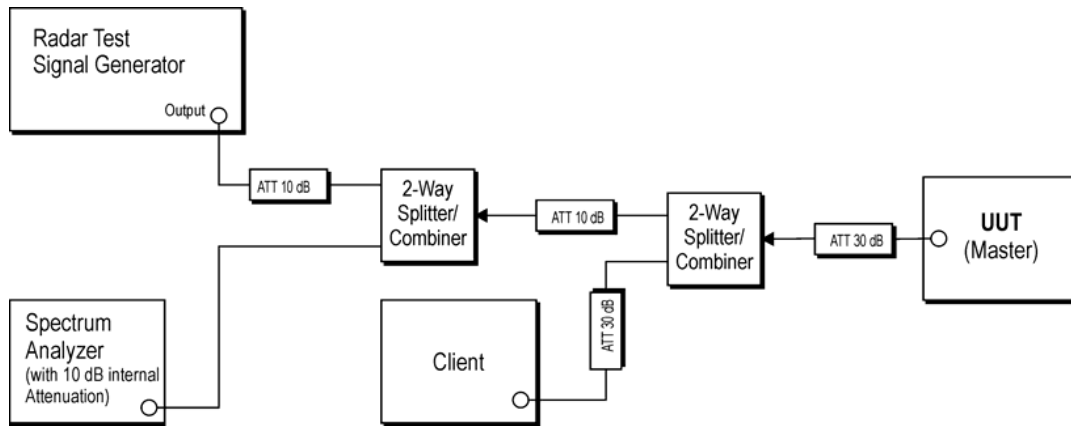 Radar Test
Signal Generator
Output
ATT 10 dB
2-Way
Splitter/
Combiner
ATT 10 dB
2-Way
Splitter/
Combiner
ATT 30 dB
UUT
(Master)
Spectrum
Analyzer
(with 10 dB internal
Attenuation)
Client
ATT 30 dB